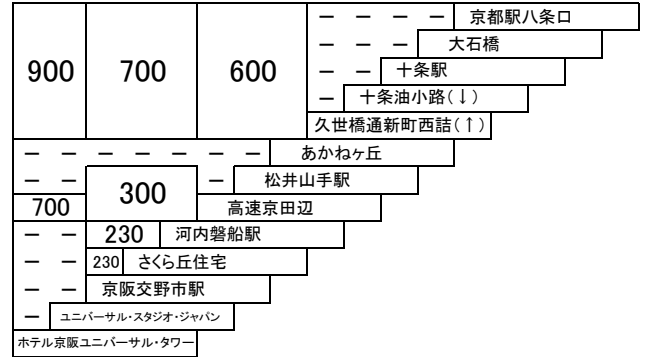 900 700 600 － － － － 京都駅八条口
－ － － 大石橋
－ － 十条駅
－ 十条油小路(↓)
久世橋通新町西詰(↑)
－ － － － － － － あかねヶ丘
－ － 300 － 松井山手駅
700 高速京田辺
－ － 230 河内磐船駅
－ － 230 さくら丘住宅
－ － 京阪交野市駅
－ ユニバーサル・スタジオ・ジャパン
ホテル京阪ユニバーサル・タワー